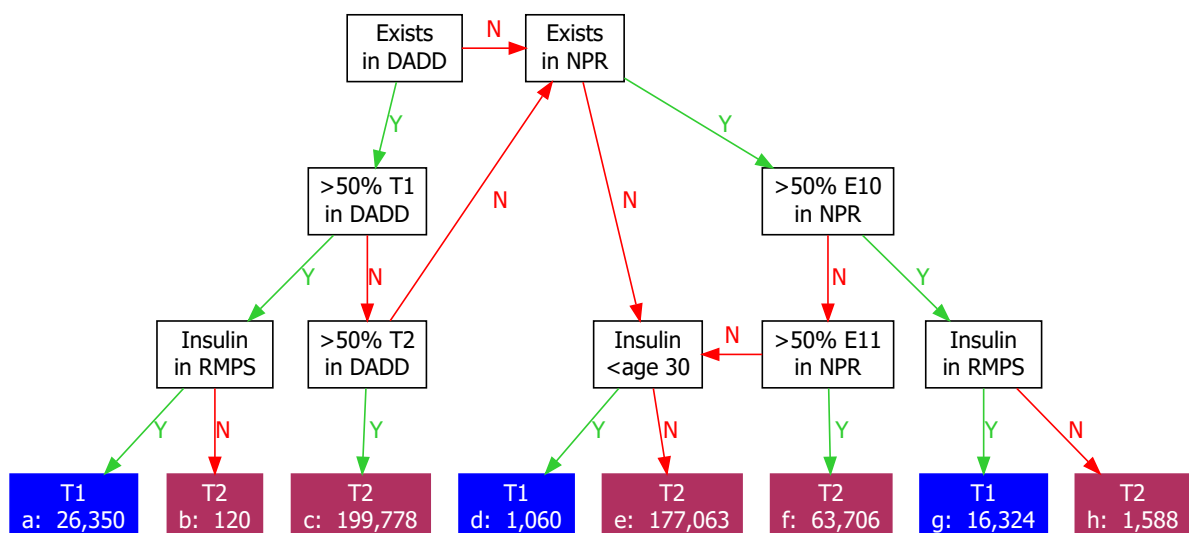 Exists
in DADD
N
Exists
in NPR
Y
Y
N
N
>50% T1
in DADD
>50% E10
in NPR
Y
N
N
Y
Insulin
in RMPS
>50% T2
in DADD
Insulin
<age 30
N
>50% E11
in NPR
Insulin
in RMPS
Y
N
Y
Y
N
Y
Y
N
T1
a: 26,350
T2
b: 120
T2
c: 199,778
T1
d: 1,060
T2
e: 177,063
T2
f: 63,706
T1
g: 16,324
T2
h: 1,588